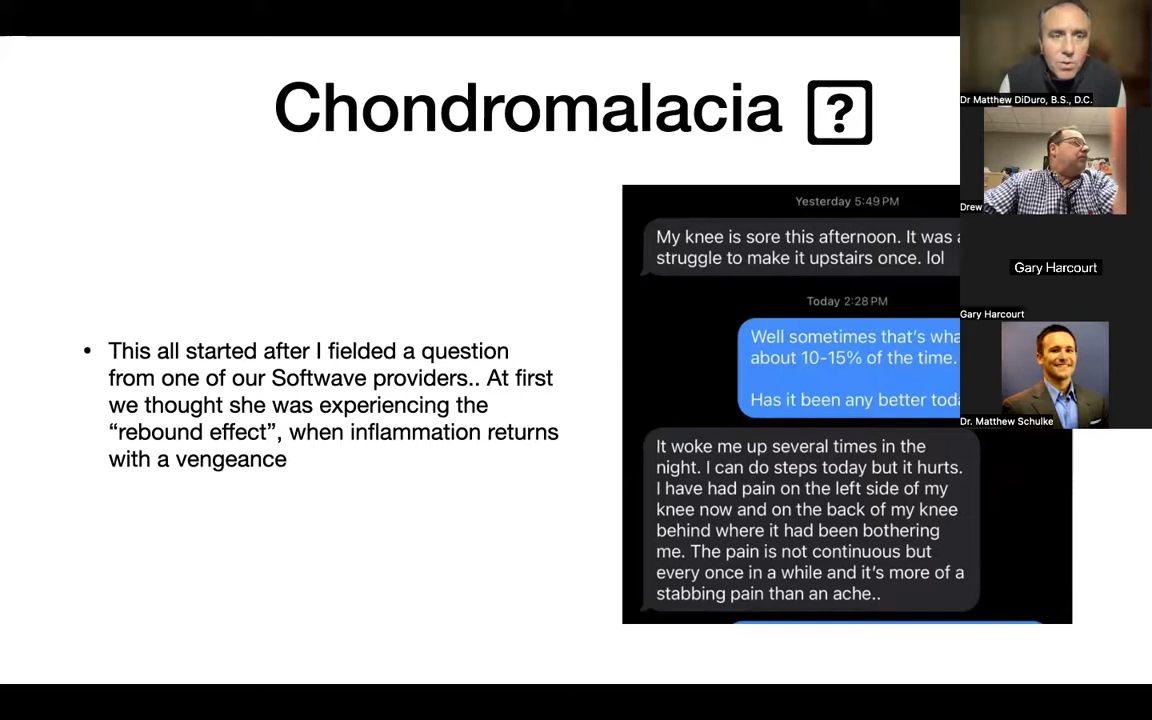 Chondromalacia ?
• This all started after I fielded a question
from one of our Softwave providers.. At first
we thought she was experiencing the
“rebound effect”, when inflammation returns
with a vengeance
Yesterday 5:49 PM
My knee is sore this afternoon. It was
struggle to make it upstairs once. lol
Today 2:28 PM
Well sometimes that’s
about 10-15% of the time.
Has it been any better
It woke me up several times in the
night. I can do steps today but it hurts.
I have had pain on the left side of my
knee now and on the back of my knee
behind where it had been bothering
me. The pain is not continuous but
every once in a while and it’s more of a
stabbing pain than an ache..
Dr Matthew DiDuro, B.S., D.C.
Drew
Gary Harcourt
Gary Harcourt
Dr. Matthew Schulke